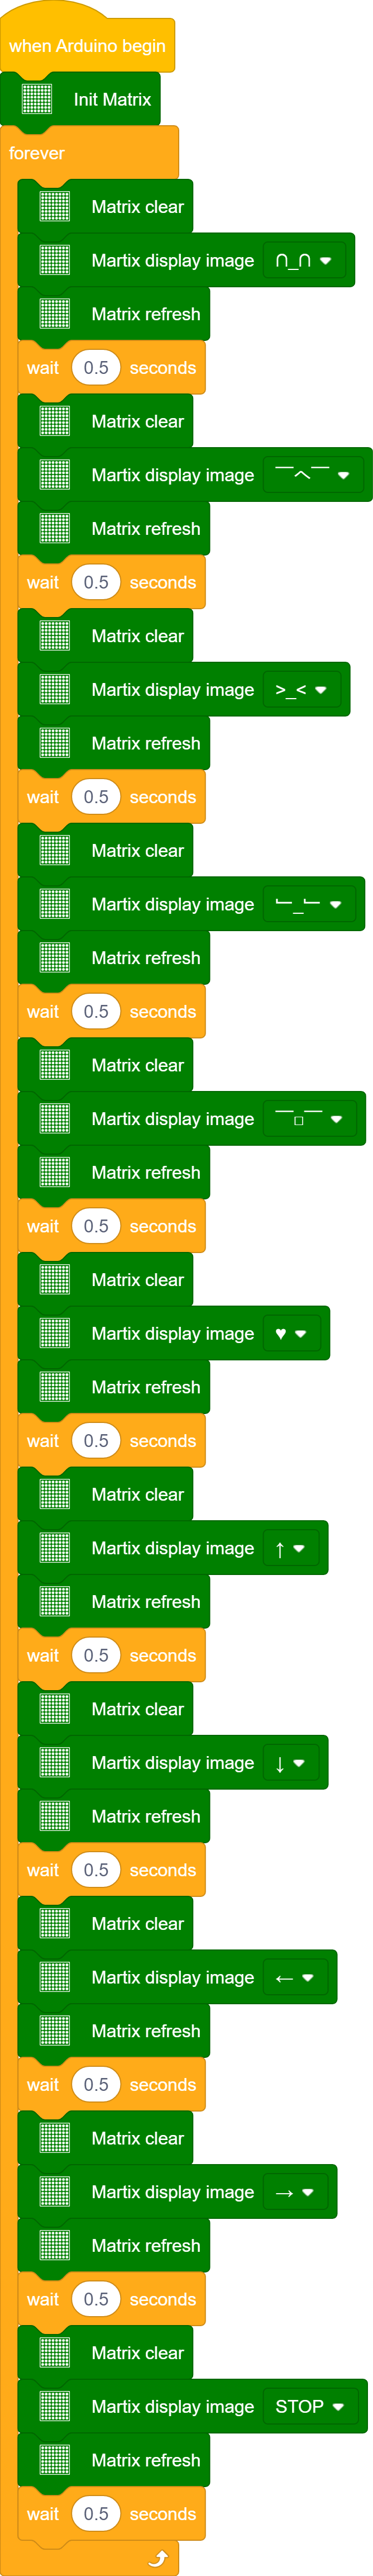 when Arduino begin
Init Matrix
forever
Matrix clear
Martix display image ∩_∩
Matrix refresh
wait 0.5 seconds
Matrix clear
Martix display image ￣へ￣
Matrix refresh
wait 0.5 seconds
Matrix clear
Martix display image >_<
Matrix refresh
wait 0.5 seconds
Matrix clear
Martix display image ﹂_﹂
Matrix refresh
wait 0.5 seconds
Matrix clear
Martix display image ￣□￣
Matrix refresh
wait 0.5 seconds
Matrix clear
Martix display image ♥
Matrix refresh
wait 0.5 seconds
Matrix clear
Martix display image ↑
Matrix refresh
wait 0.5 seconds
Matrix clear
Martix display image ↓
Matrix refresh
wait 0.5 seconds
Matrix clear
Martix display image ←
Matrix refresh
wait 0.5 seconds
Matrix clear
Martix display image →
Matrix refresh
wait 0.5 seconds
Matrix clear
Martix display image STOP
Matrix refresh
wait 0.5 seconds